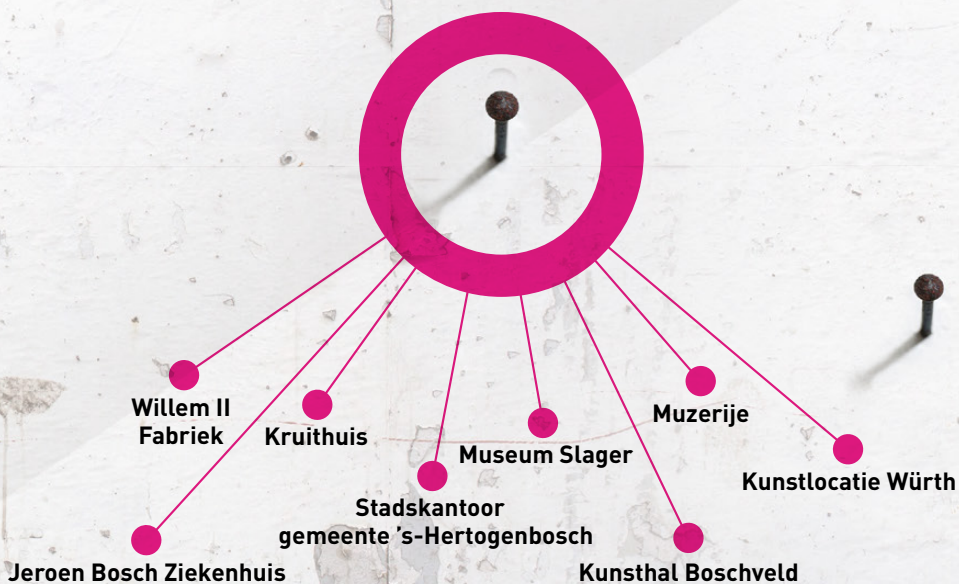 Willem II
Fabriek
Kruithuis
Muzerije
Museum Slager
Kunstlocatie Würth
Stadskantoor
gemeente 's-Hertogenbosch
Jeroen Bosch Ziekenhuis
Kunsthal Boschveld